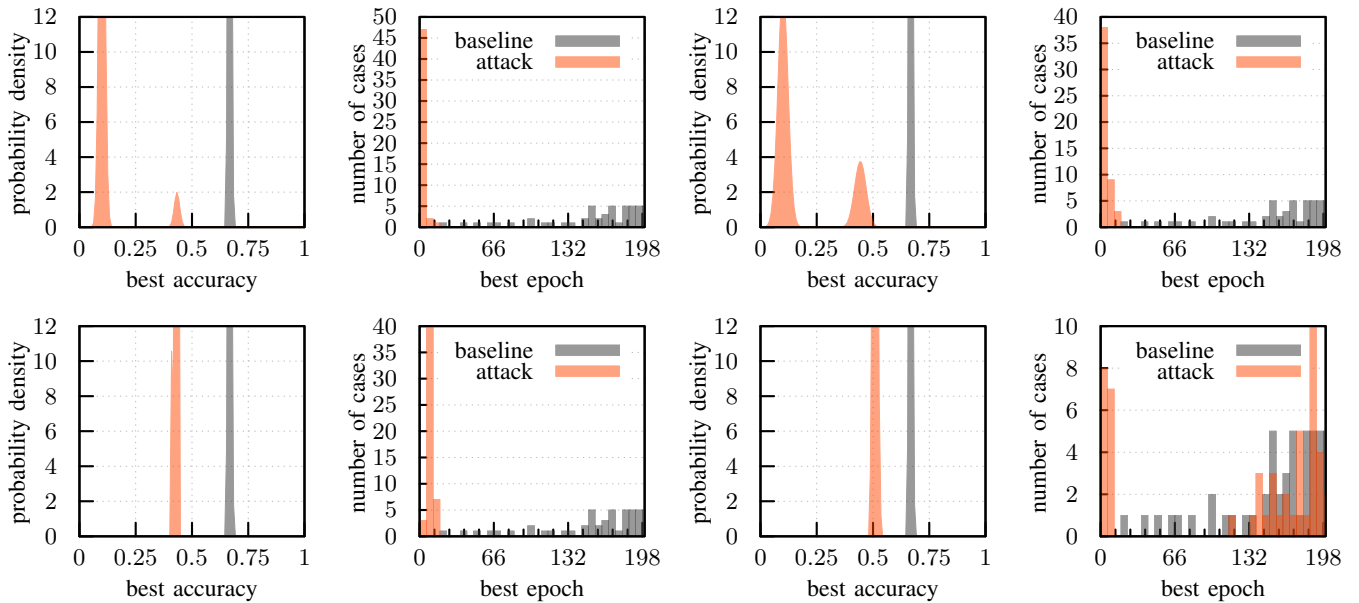 probability density
12
10
8
6
4
2
0
0 0.25 0.5 0.75 1
best accuracy
number of cases
50
45
40
35
30
25
20
15
10
5
0
baseline
attack
0 66 132 198
best epoch
probability density
12
10
8
6
4
2
0
0 0.25 0.5 0.75 1
best accuracy
number of cases
40
35
30
25
20
15
10
5
0
baseline
attack
0 66 132 198
best epoch
probability density
12
10
8
6
4
2
0
0 0.25 0.5 0.75 1
best accuracy
number of cases
40
35
30
25
20
15
10
5
0
baseline
attack
0 66 132 198
best epoch
probability density
12
10
8
6
4
2
0
0 0.25 0.5 0.75 1
best accuracy
number of cases
10
8
6
4
2
0
baseline
attack
0 66 132 198
best epoch